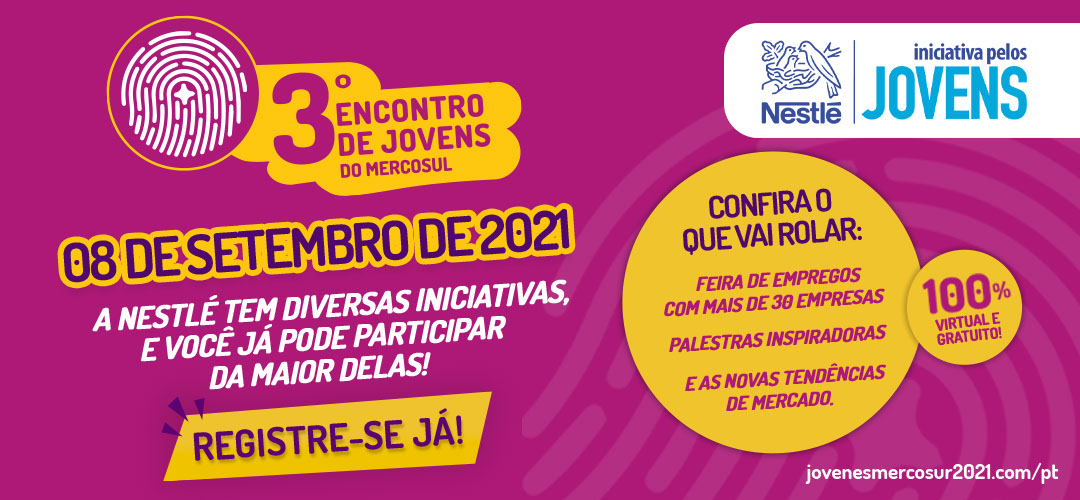 3º
ENCONTRO
DE JOVENS
DO MERCOSUL
08 DE SETEMBRO DE 2021
A NESTLÉ TEM DIVERSAS INICIATIVAS,
E VOCÊ JÁ PODE PARTICIPAR
DA MAIOR DELAS!
REGISTRE-SE JÁ!
Nestlé
iniciativa pelos
JOVENS
CONFIRA O
QUE VAI ROLAR:
FEIRA DE EMPREGOS
COM MAIS DE 30 EMPRESAS
PALESTRAS INSPIRADORAS
E AS NOVAS TENDÊNCIAS
DE MERCADO.
100%
VIRTUAL E
GRATUITO!
jovenesmercosur2021.com/pt